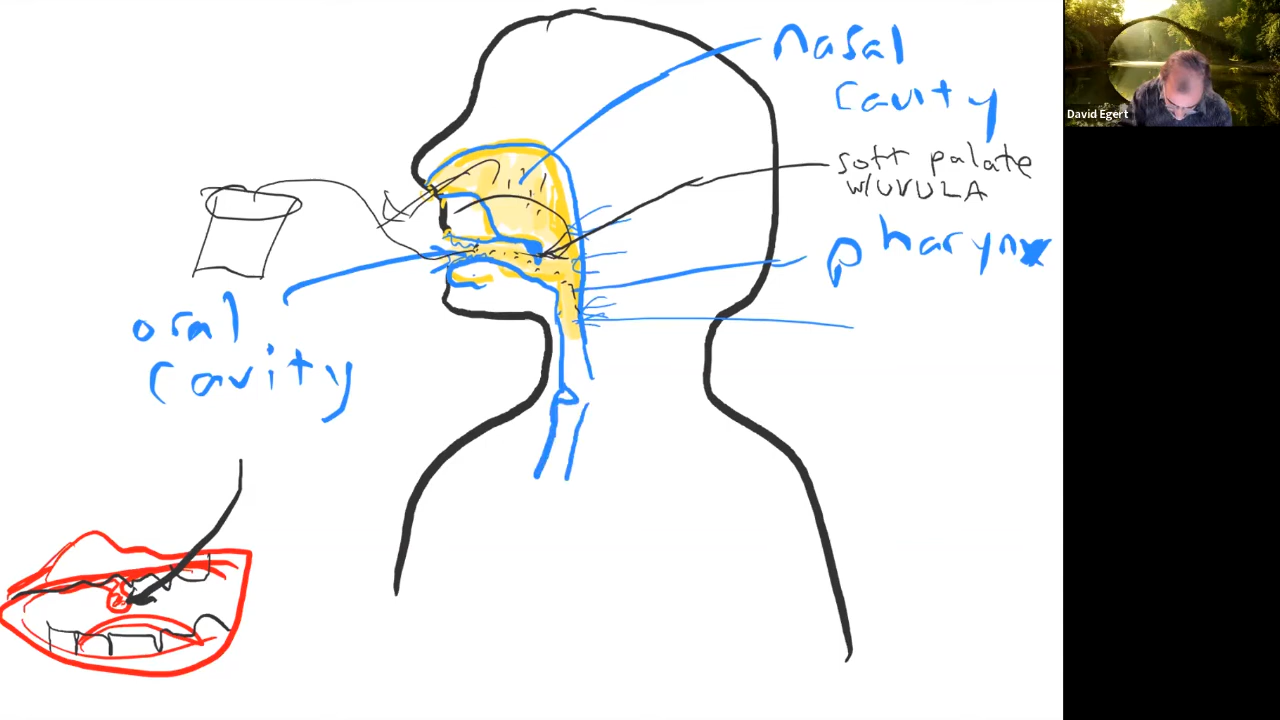 nasal
cavity
David Egert
soft palate
w/UVULA
pharynx
oral
cavity